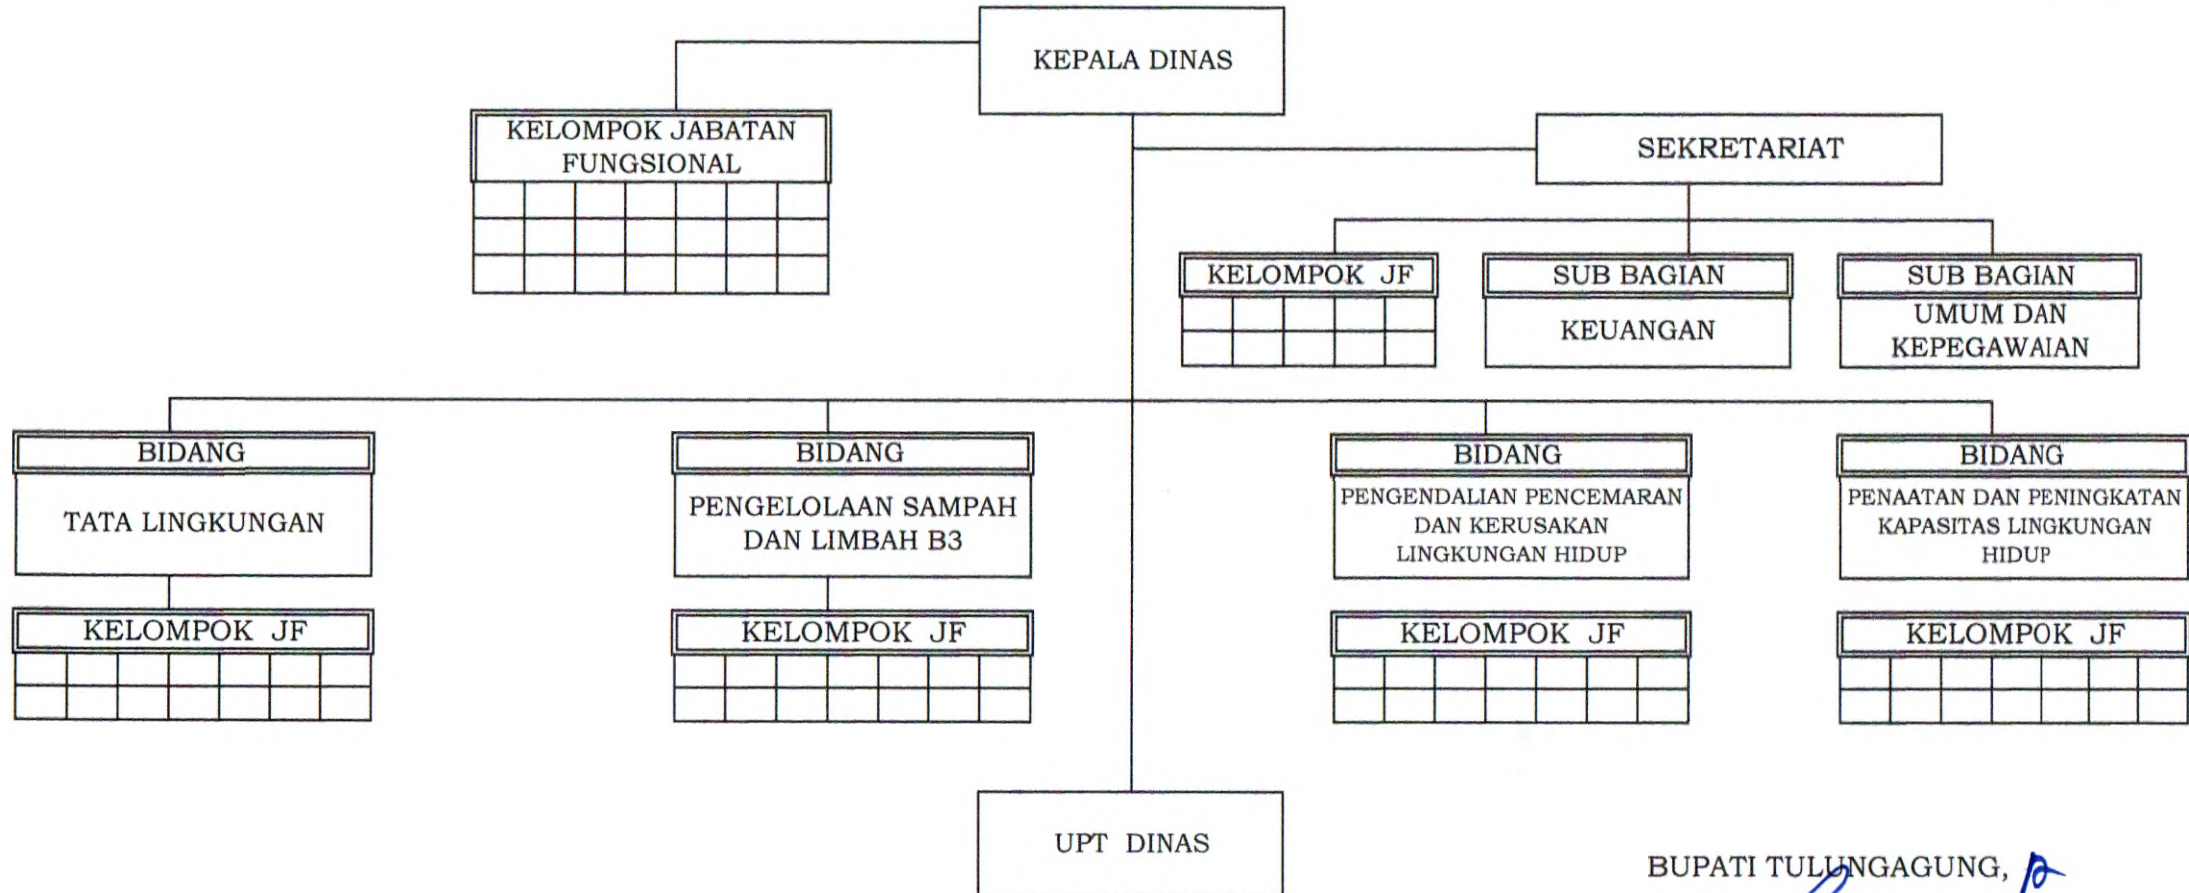 KEPALA DINAS
KELOMPOK JABATAN
FUNGSIONAL
SEKRETARIAT
KELOMPOK JF
SUB BAGIAN
KEUANGAN
SUB BAGIAN
UMUM DAN
KEPEGAWAIAN
BIDANG
TATA LINGKUNGAN
KELOMPOK JF
BIDANG
PENGELOLAAN SAMPAH
DAN LIMBAH B3
KELOMPOK JF
BIDANG
PENGENDALIAN PENCEMARAN
DAN KERUSAKAN
LINGKUNGAN HIDUP
KELOMPOK JF
BIDANG
PENAATAN DAN PENINGKATAN
KAPASITAS LINGKUNGAN
HIDUP
KELOMPOK JF
UPT DINAS
BUPATI TULUNGAGUNG,